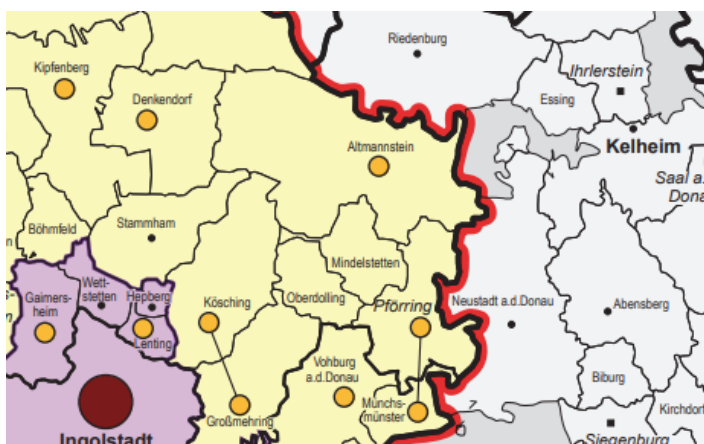 Riedenburg
Kipfenberg
Ihrlerstein
Denkendorf
Essing
Altmannstein
Kelheim
Saal a.
Dona
Böhmfeld
Stammham
Mindelstetten
Wett-
stetten
Hepberg
Gaimers-
heim
Kösching
Oberdolling
Pförring
Neustadt a.d.Donau
Abensberg
Lenting
Vohburg
a.d.Donau
Biburg
Münchs-
münster
Großmehring
Kirchdorf
Ingolstadt
Siegenburg